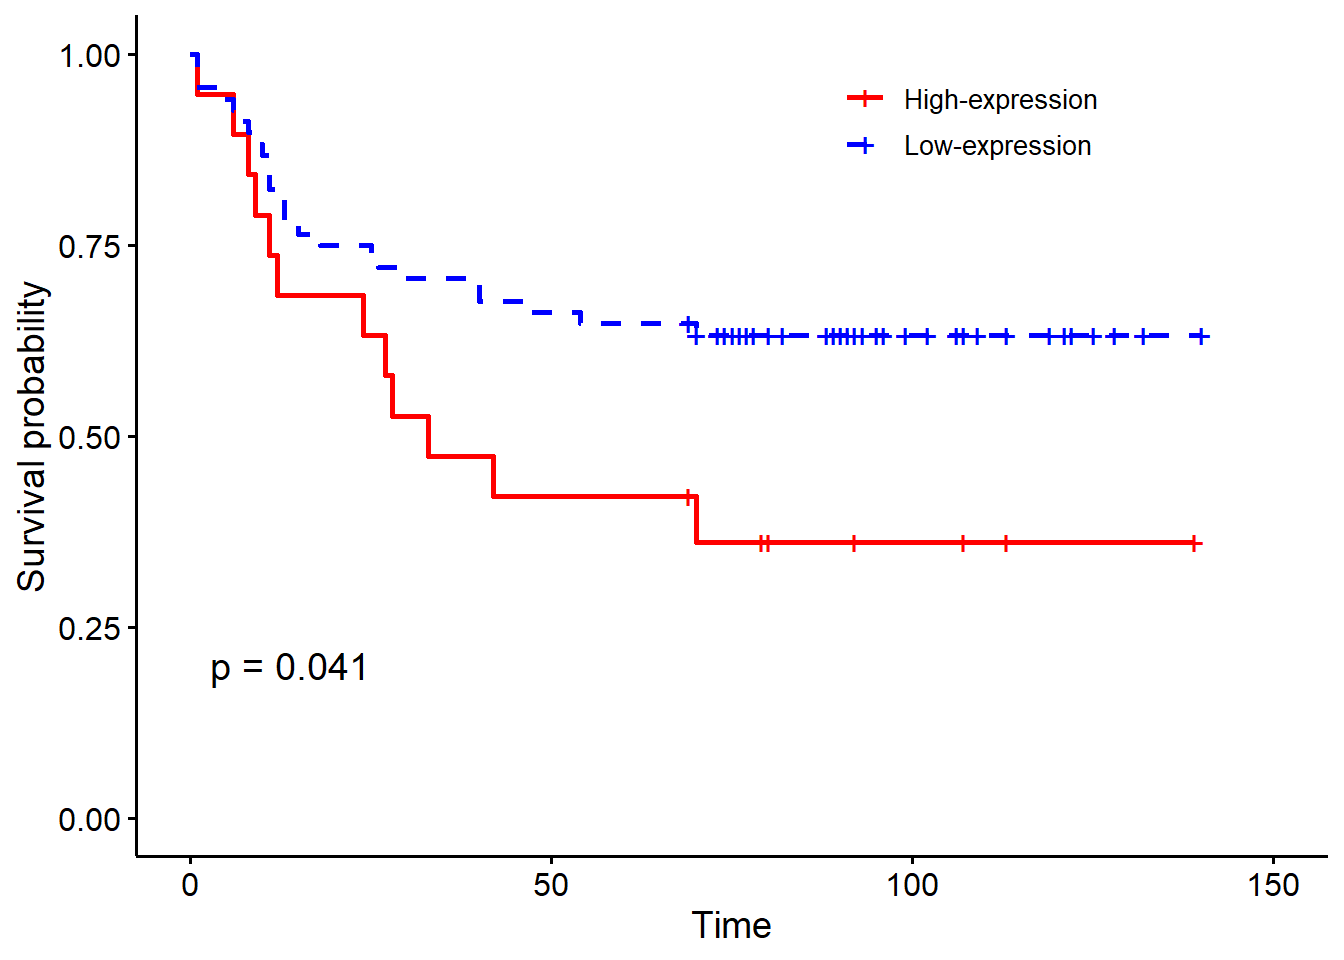 1.00
0.75
0.50
0.25
0.00
Survival probability
High-expression
Low-expression
p = 0.041
0 50 100 150
Time